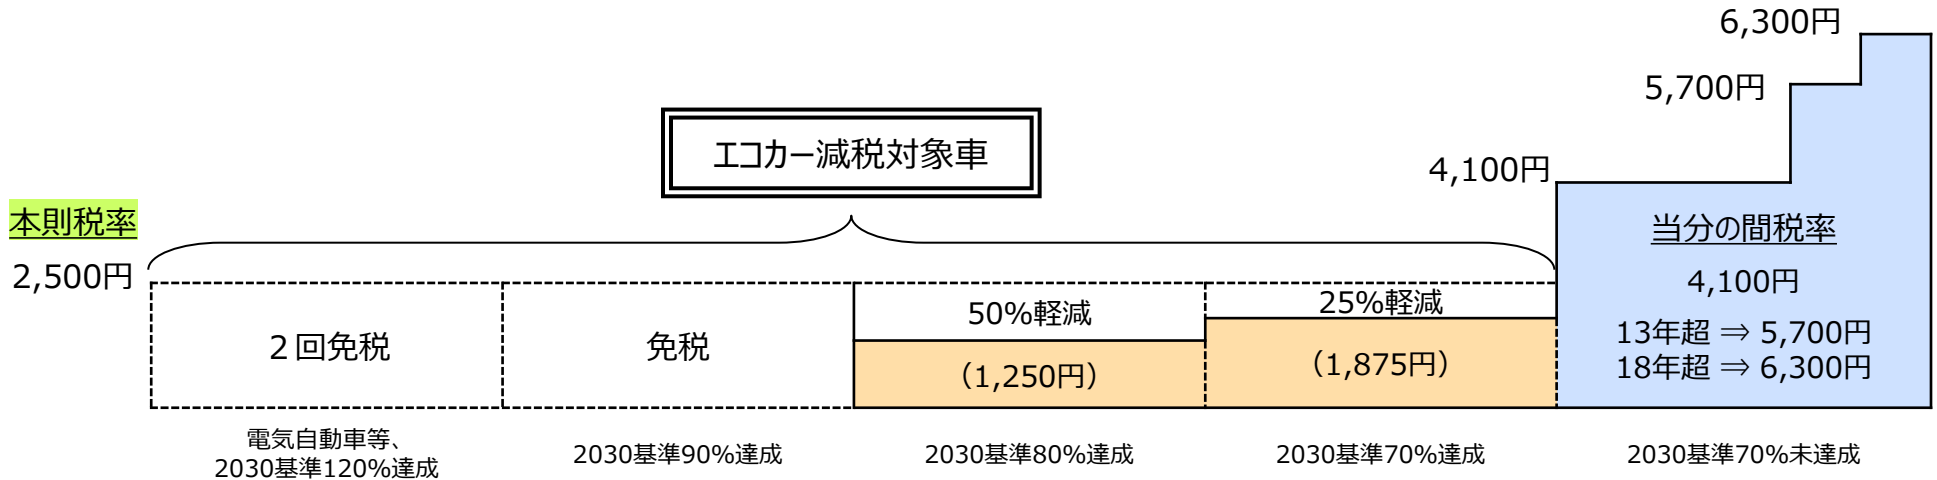 6,300円
5,700円
エコカー減税対象車
4,100円
本則税率
2,500円
２回免税
免税
50%軽減
（1,250円）
25%軽減
（1,875円）
当分の間税率
4,100円
13年超 ⇒ 5,700円
18年超 ⇒ 6,300円
電気自動車等、
2030基準120%達成
2030基準90%達成
2030基準80%達成
2030基準70%達成
2030基準70%未達成